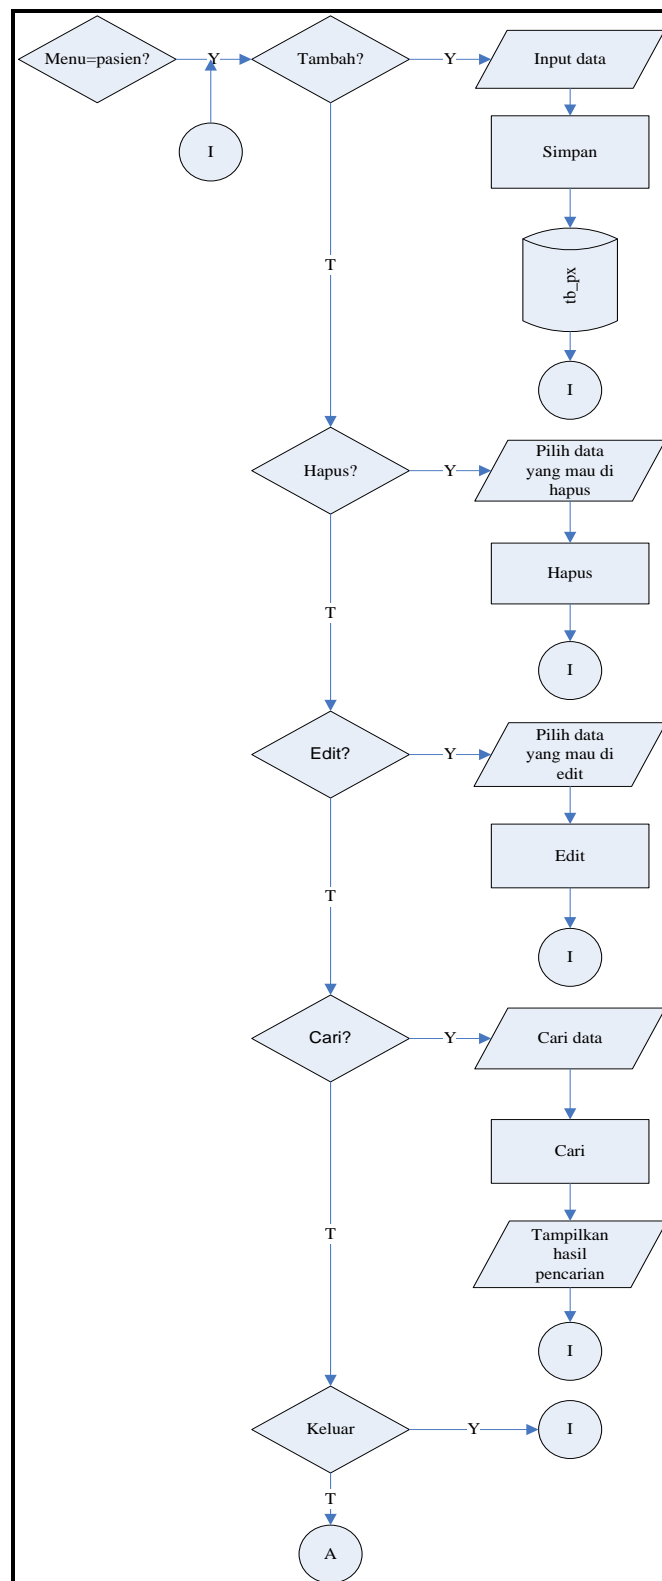 Menu=pasien?
Y
Tambah?
Y
Input data
I
Simpan
tb_px
T
I
Hapus?
Y
Pilih data
yang mau di
hapus
Hapus
T
I
Edit?
Y
Pilih data
yang mau di
edit
Edit
T
I
Cari?
Y
Cari data
Cari
T
Tampilkan
hasil
pencarian
I
Keluar
Y
I
T
A